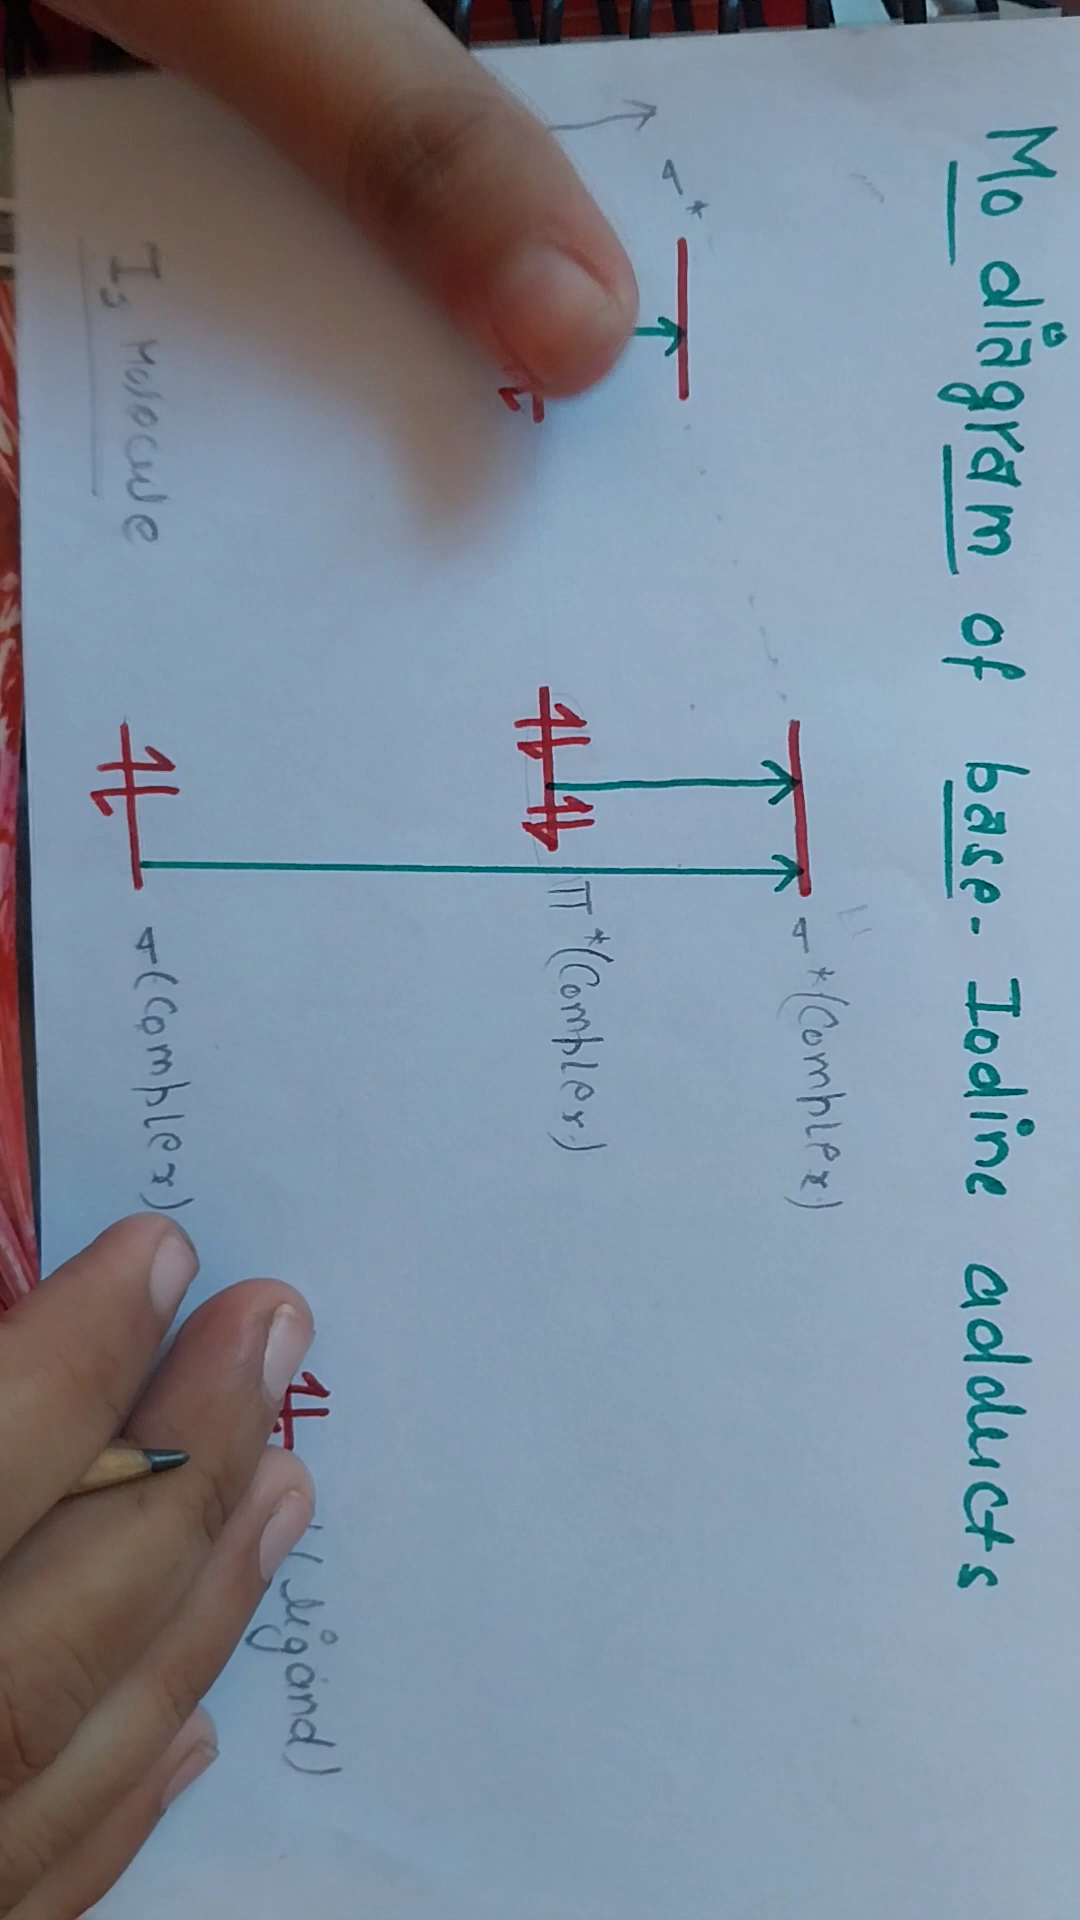 MO diagram of base-Iodine adducts
σ*
σ*(Complex)
π*(Complex)
(ligand)
σ(Complex)
I₂ Molecule